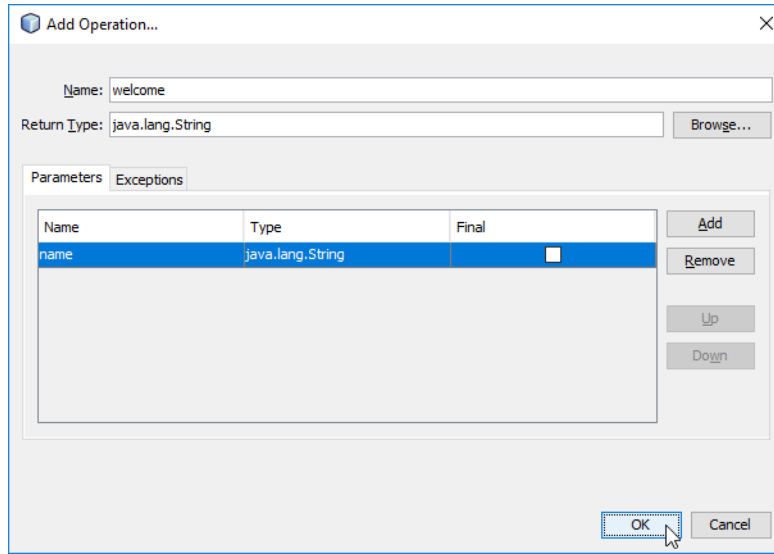 Add Operation...
Name: welcome
Return Type: java.lang.String Browse...
Parameters Exceptions
Name Type Final Add
name java.lang.String Remove
Up
Down
OK Cancel